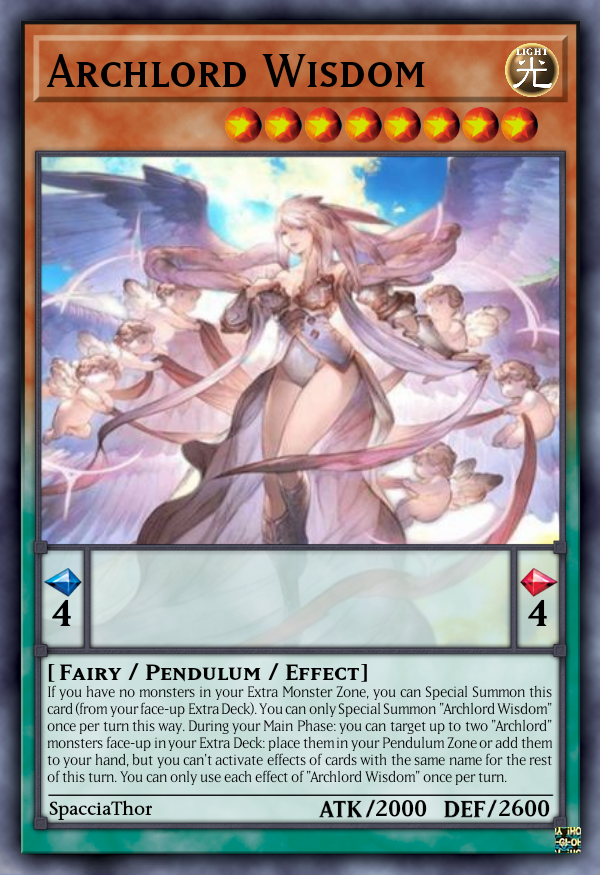 Archlord Wisdom
LIGHT
光
4
4
[ Fairy / Pendulum / Effect]
If you have no monsters in your Extra Monster Zone, you can Special Summon this
card (from your face-up Extra Deck). You can only Special Summon "Archlord Wisdom"
once per turn this way. During your Main Phase: you can target up to two "Archlord"
monsters face-up in your Extra Deck: place them in your Pendulum Zone or add them
to your hand, but you can't activate effects of cards with the same name for the rest
of this turn. You can only use each effect of "Archlord Wisdom" once per turn.
SpacciaThor
ATK/2000 DEF/2600